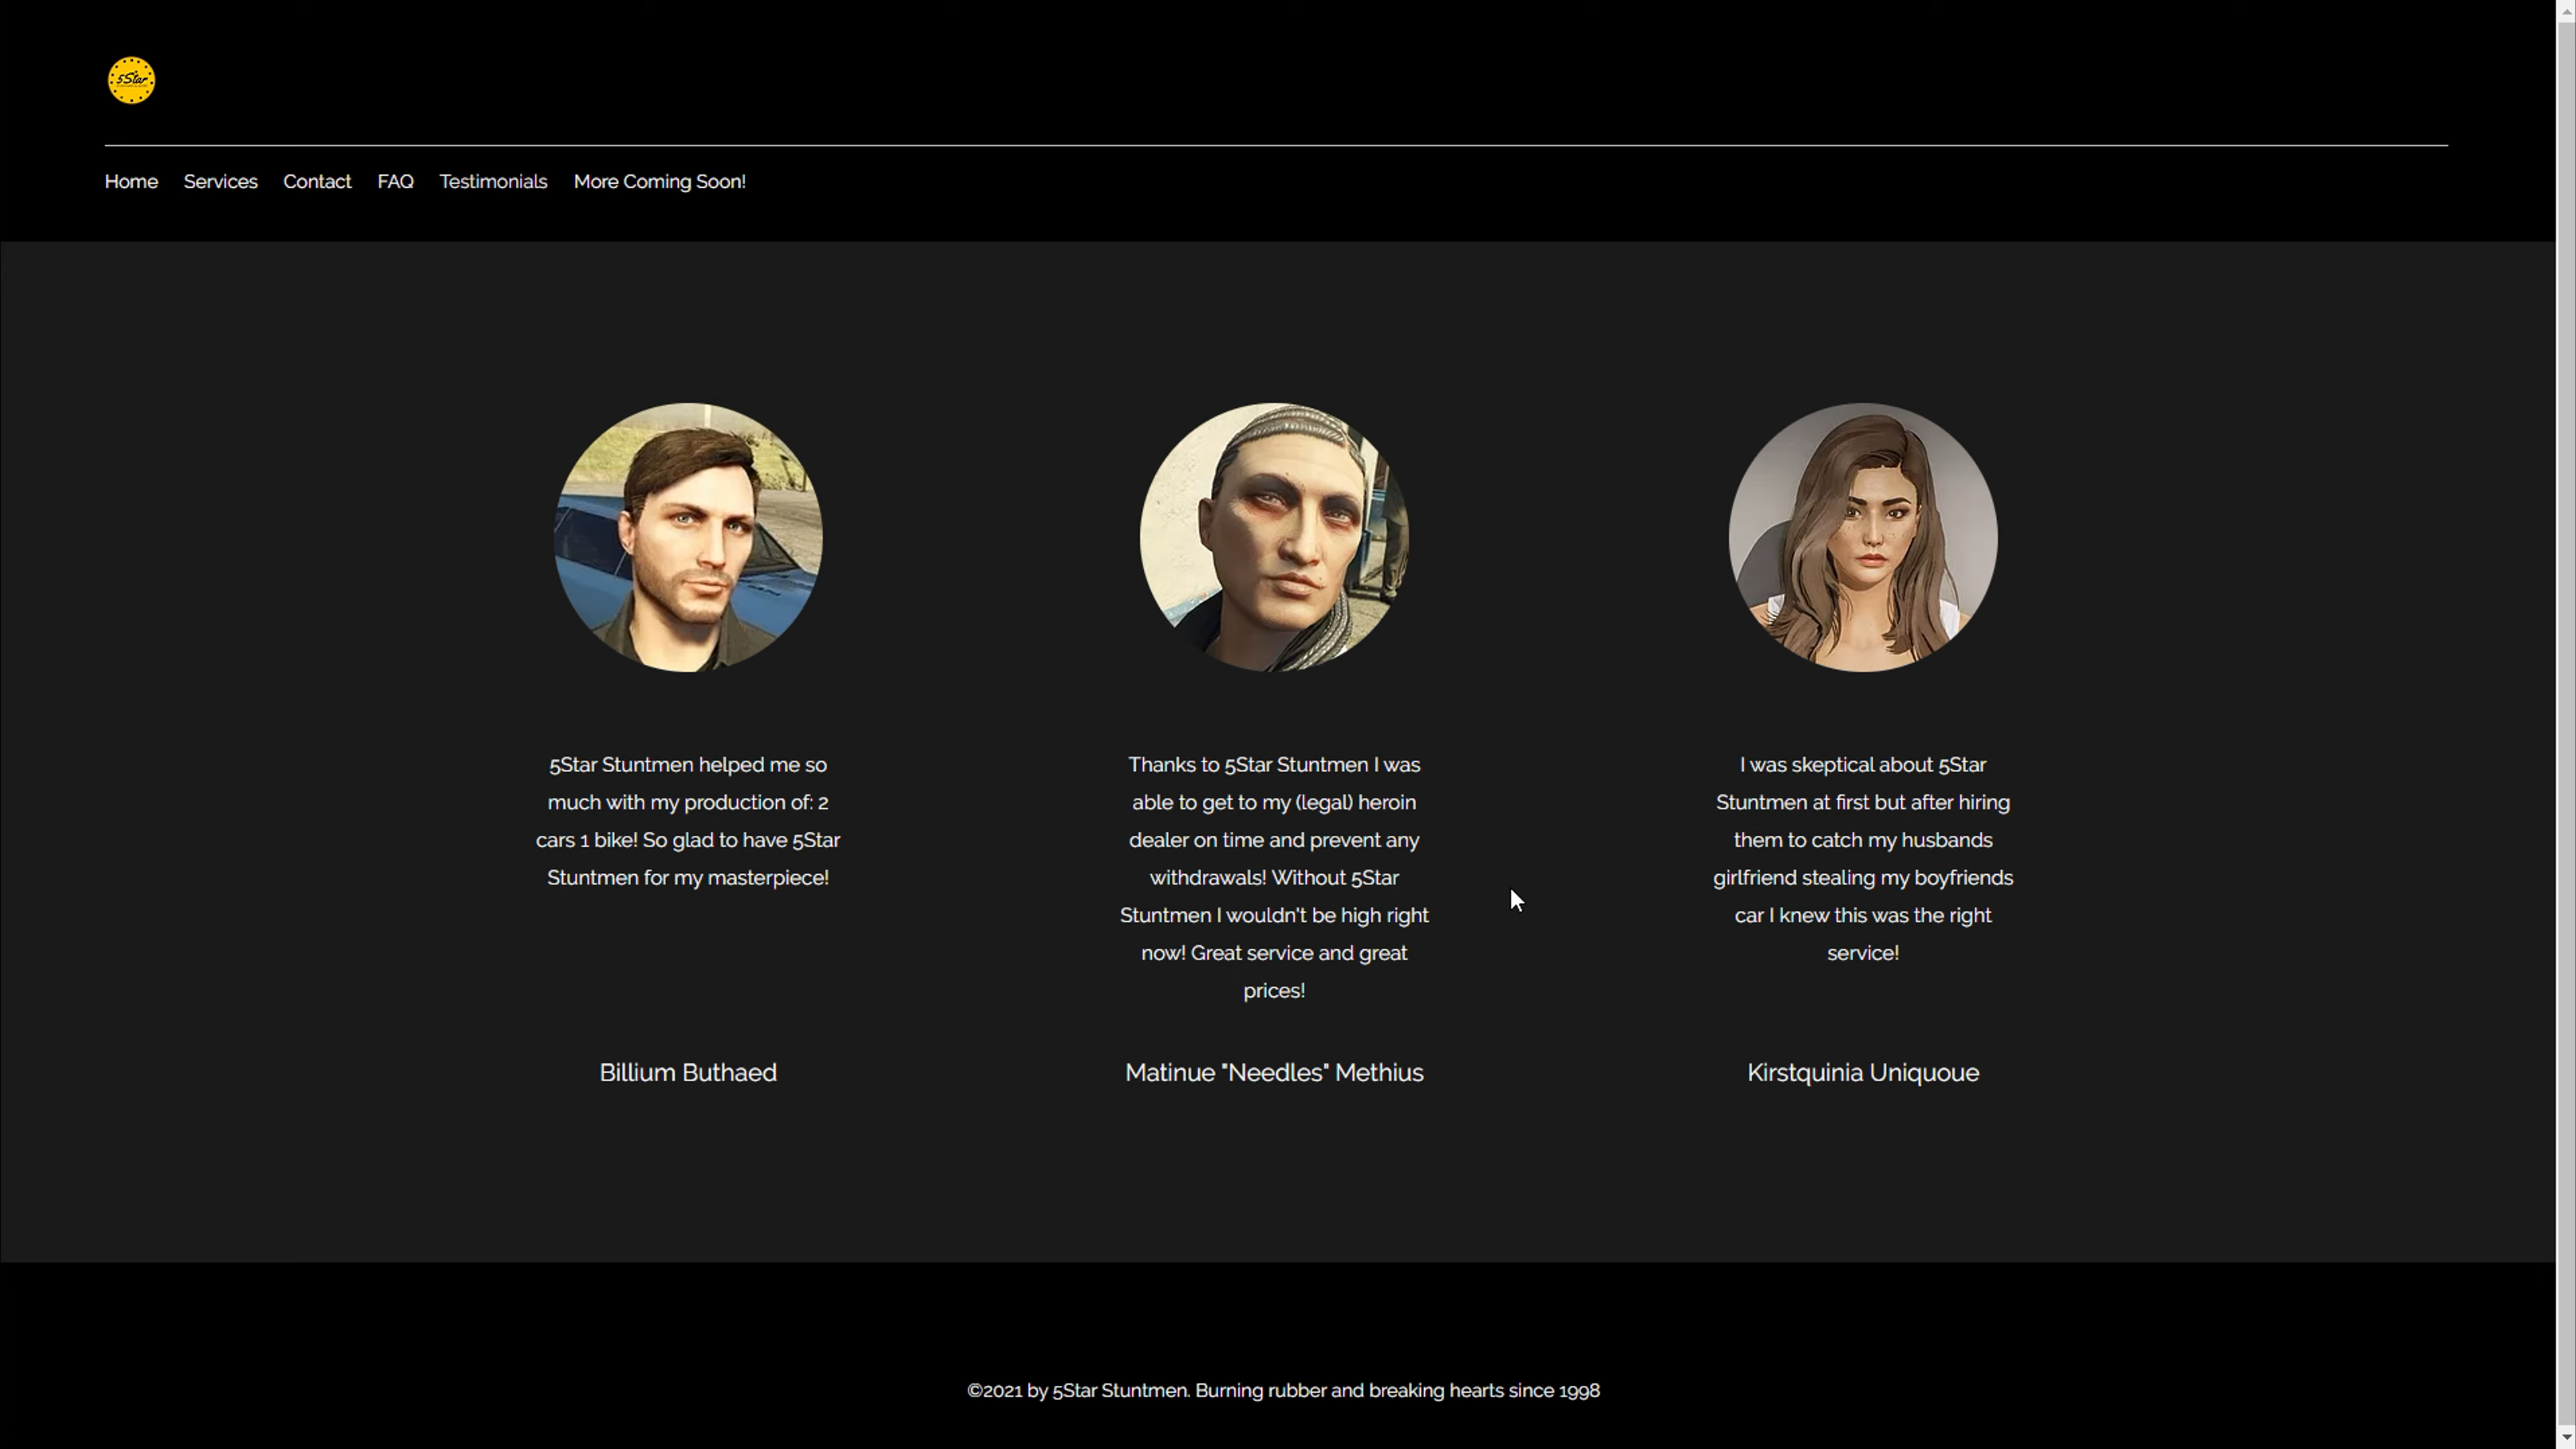 5Star
Home Services Contact FAQ Testimonials More Coming Soon!
5Star Stuntmen helped me so
much with my production of: 2
cars 1 bike! So glad to have 5Star
Stuntmen for my masterpiece!
Billium Buthaed
Thanks to 5Star Stuntmen I was
able to get to my (legal) heroin
dealer on time and prevent any
withdrawals! Without 5Star
Stuntmen I wouldn't be high right
now! Great service and great
prices!
Matinue "Needles" Methius
I was skeptical about 5Star
Stuntmen at first but after hiring
them to catch my husbands
girlfriend stealing my boyfriends
car I knew this was the right
service!
Kirstquinia Uniquoue
©2021 by 5Star Stuntmen. Burning rubber and breaking hearts since 1998